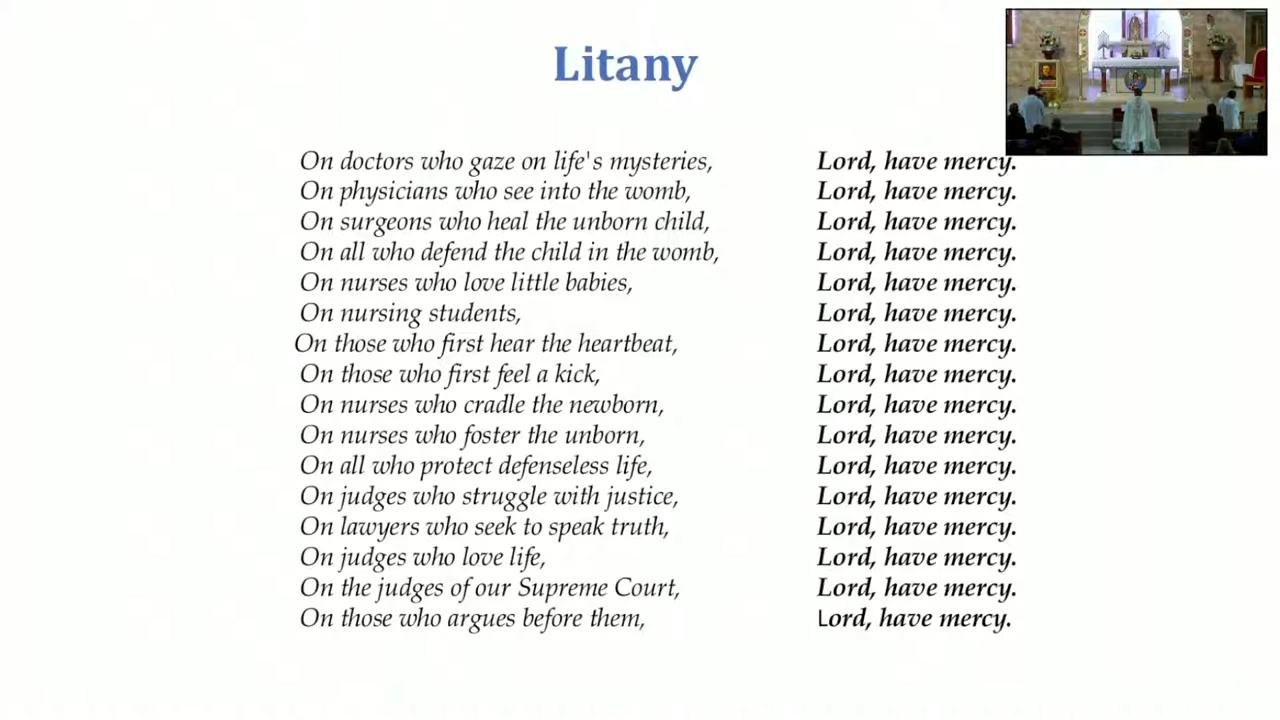 Litany
On doctors who gaze on life's mysteries, Lord, have mercy.
On physicians who see into the womb, Lord, have mercy.
On surgeons who heal the unborn child, Lord, have mercy.
On all who defend the child in the womb, Lord, have mercy.
On nurses who love little babies, Lord, have mercy.
On nursing students, Lord, have mercy.
On those who first hear the heartbeat, Lord, have mercy.
On those who first feel a kick, Lord, have mercy.
On nurses who cradle the newborn, Lord, have mercy.
On nurses who foster the unborn, Lord, have mercy.
On all who protect defenseless life, Lord, have mercy.
On judges who struggle with justice, Lord, have mercy.
On lawyers who seek to speak truth, Lord, have mercy.
On judges who love life, Lord, have mercy.
On the judges of our Supreme Court, Lord, have mercy.
On those who argues before them, Lord, have mercy.